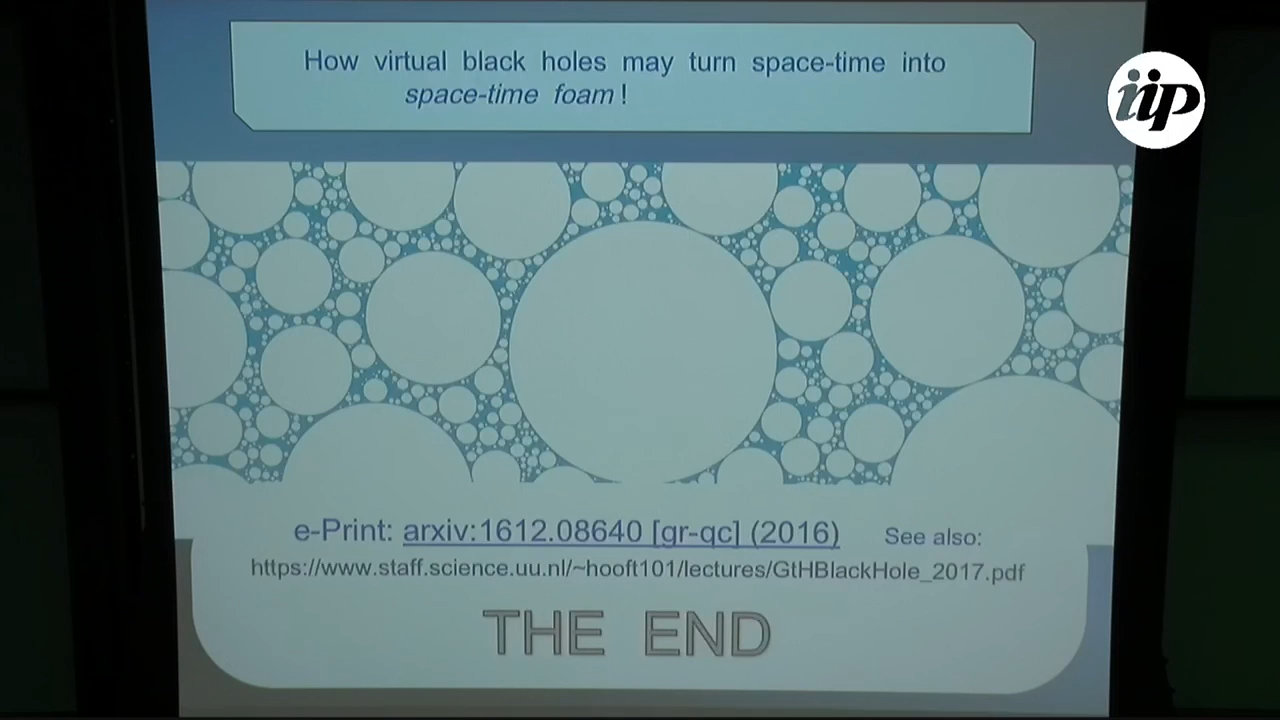 How virtual black holes may turn space-time into
space-time foam !
iip
e-Print: arxiv:1612.08640 [gr-qc] (2016) See also:
https://www.staff.science.uu.nl/~hooft101/lectures/GtHBlackHole_2017.pdf
THE END